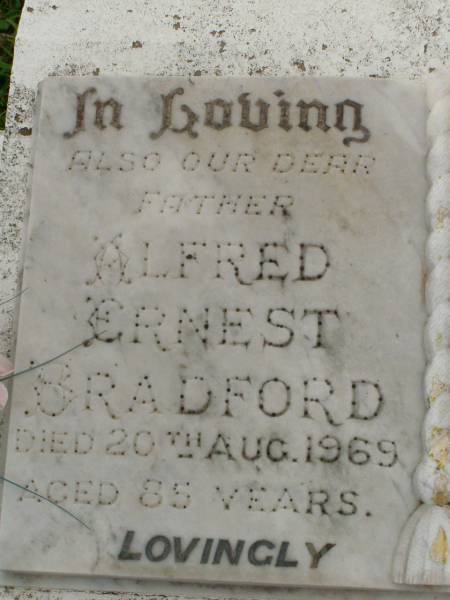 In Loving
ALSO OUR DEAR
FATHER
ALFRED
ERNEST
BRADFORD
DIED 20TH AUG. 1969
AGED 85 YEARS.
LOVINGLY